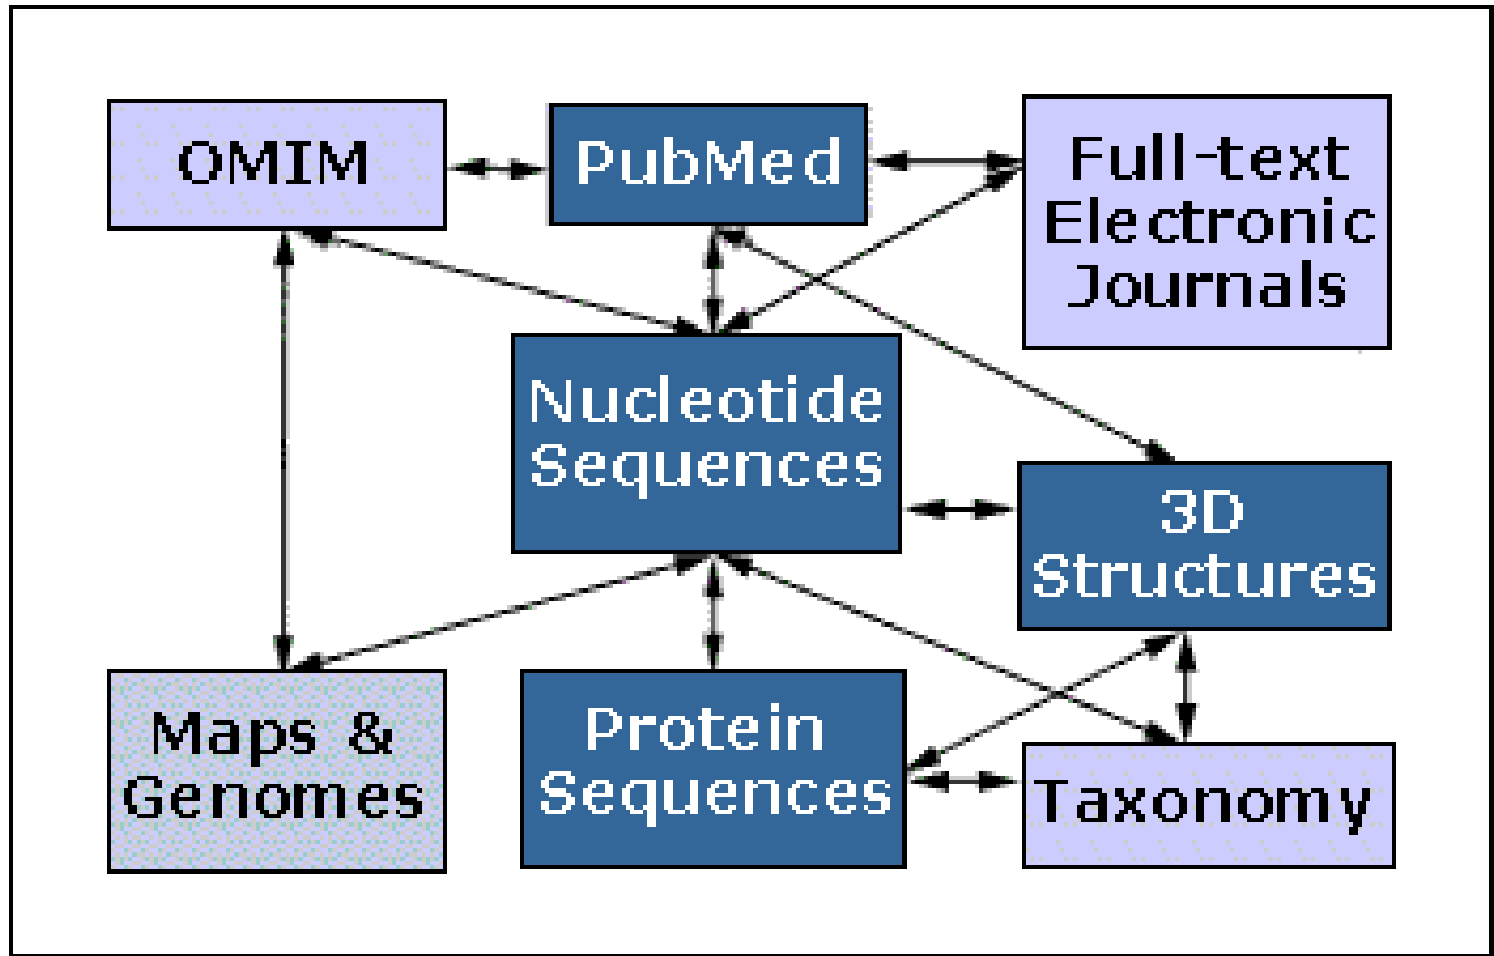 OMIM
PubMed
Full-text
Electronic
Journals
Nucleotide
Sequences
3D
Structures
Maps &
Genomes
Protein
Sequences
Taxonomy